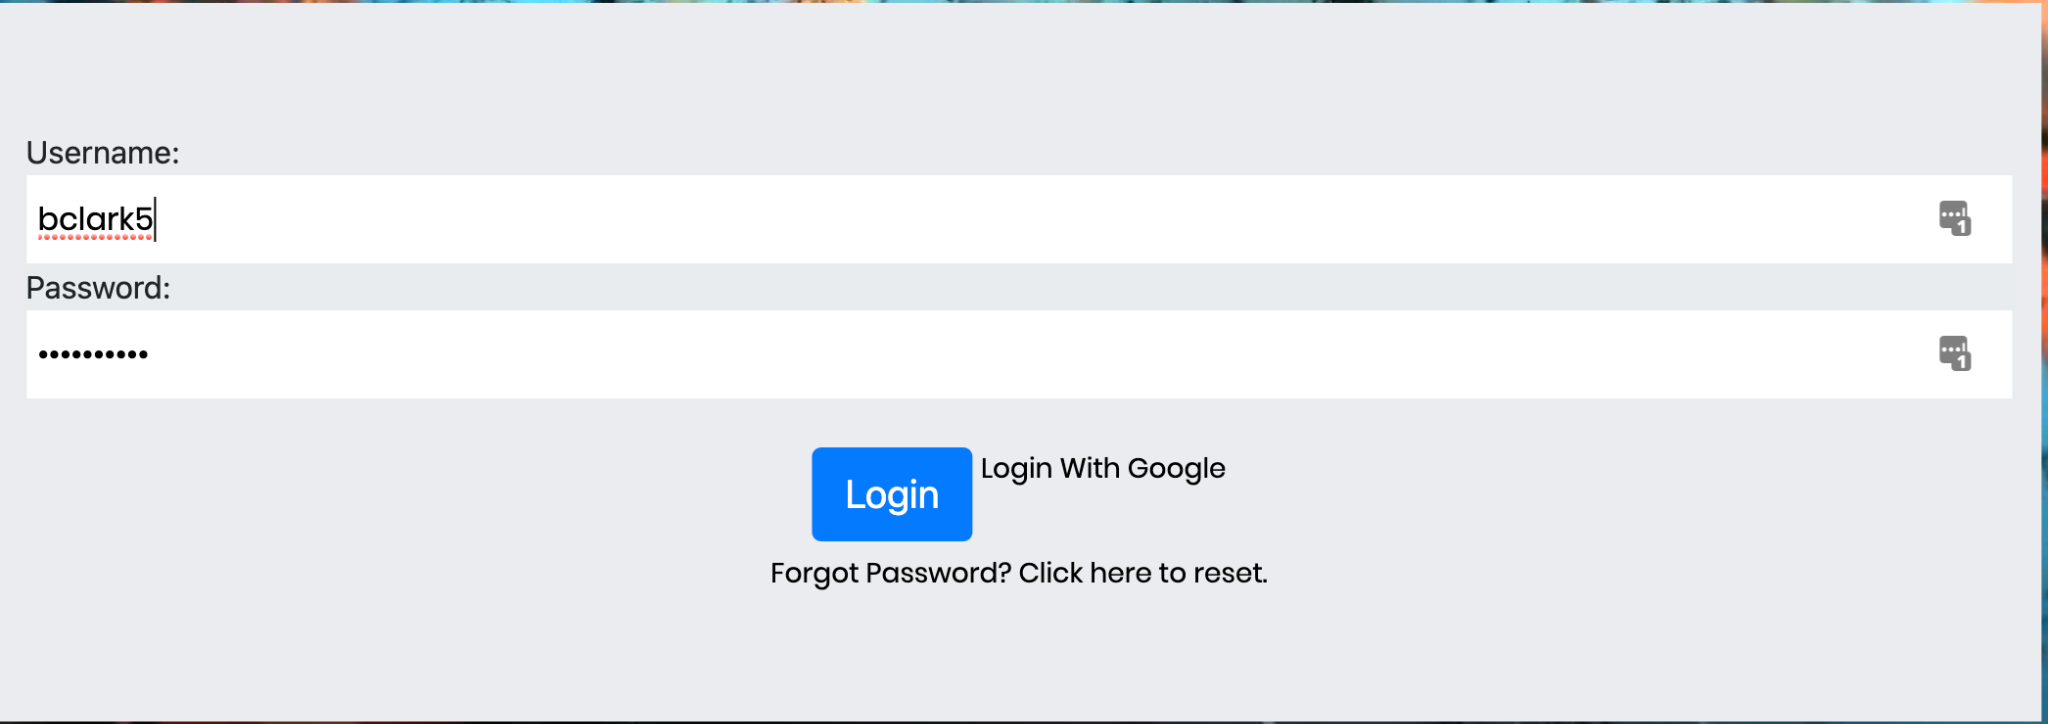 Username:
bclark5
Password:
••••••••••
Login
Login With Google
Forgot Password? Click here to reset.